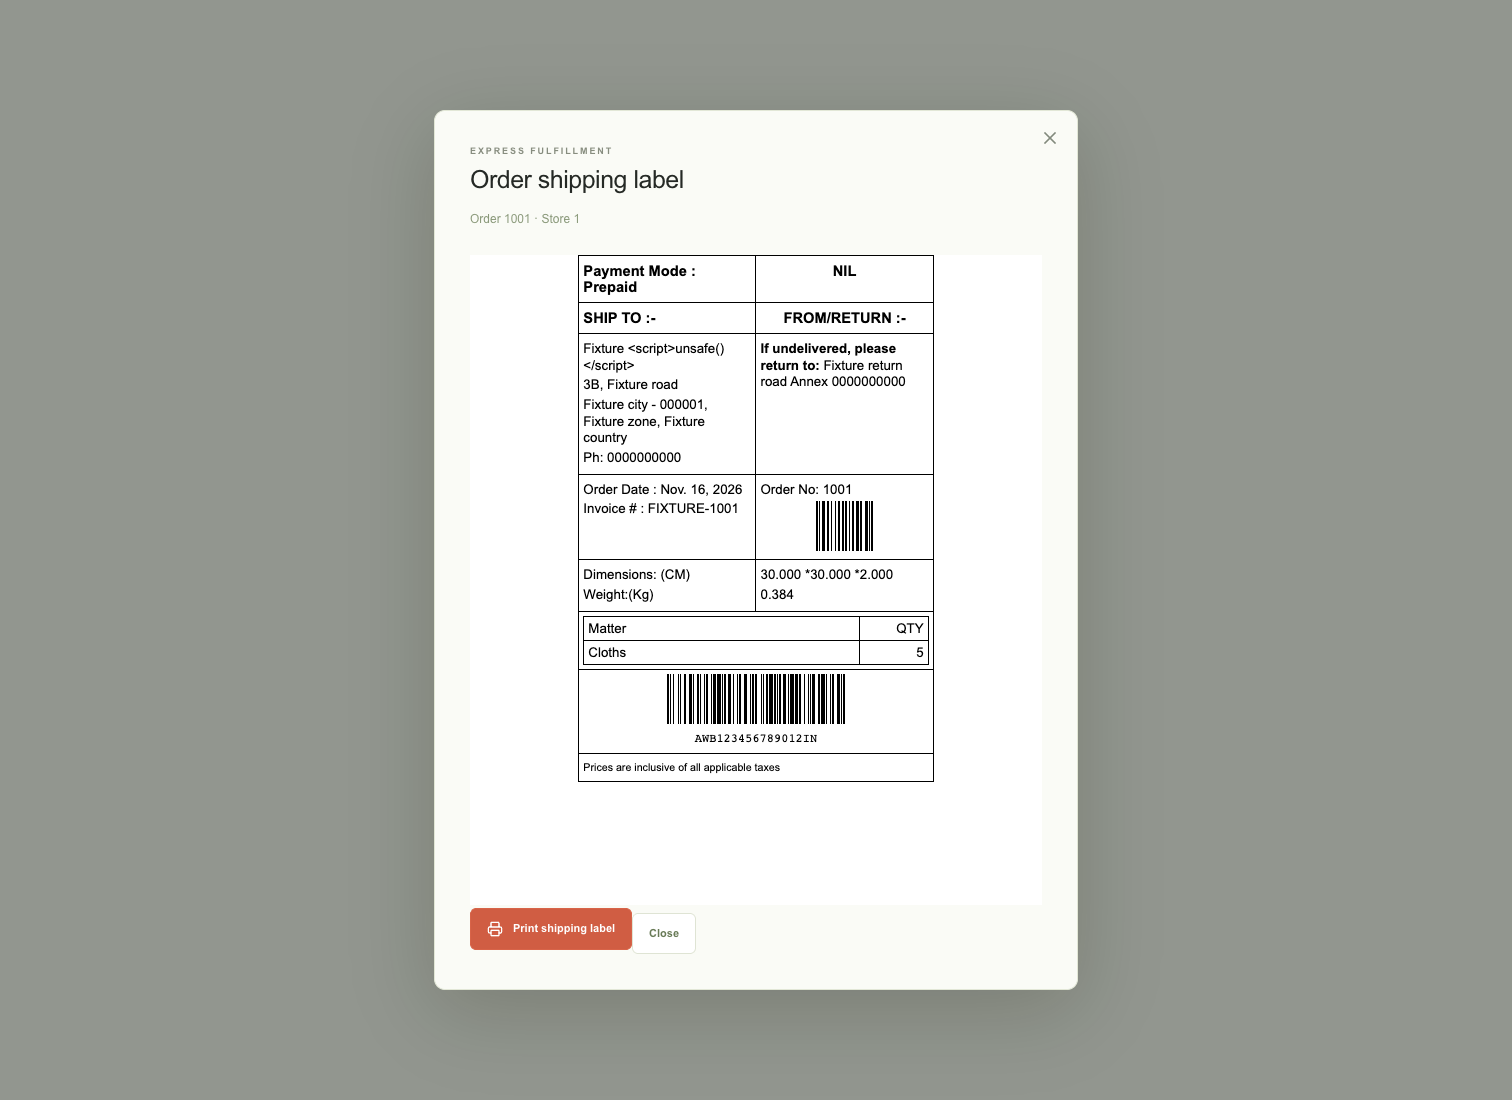 EXPRESS FULFILLMENT
Order shipping label
Order 1001 · Store 1
Payment Mode :
Prepaid
NIL
SHIP TO :-
FROM/RETURN :-
Fixture <script>unsafe()
</script>
3B, Fixture road
Fixture city - 000001,
Fixture zone, Fixture
country
Ph: 0000000000
If undelivered, please
return to: Fixture return
road Annex 0000000000
Order Date : Nov. 16, 2026
Invoice # : FIXTURE-1001
Order No: 1001
Dimensions: (CM)
Weight:(Kg)
30.000 *30.000 *2.000
0.384
Matter
QTY
Cloths
5
AWB123456789012IN
Prices are inclusive of all applicable taxes
Print shipping label
Close